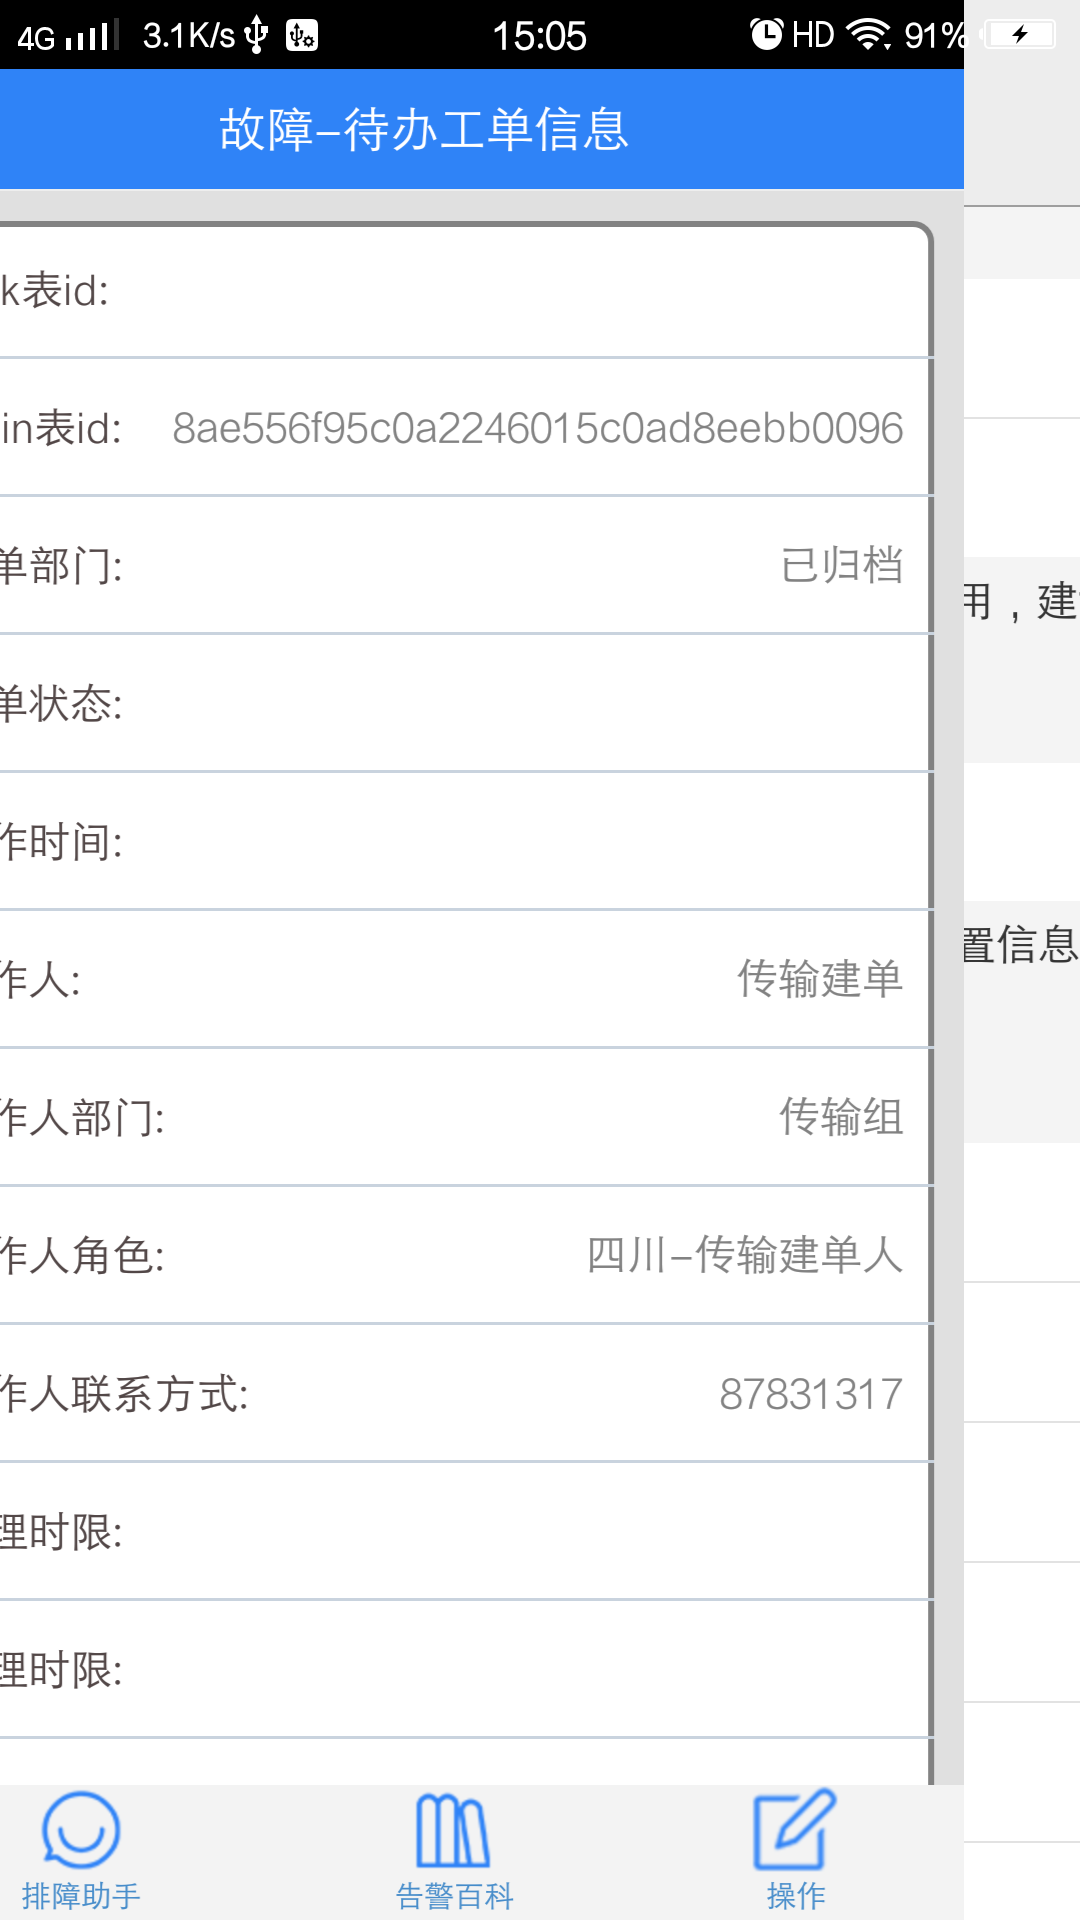 4G 3.1K/s 15:05 HD 91%
故障-待办工单信息
k表id:
in表id: 8ae556f95c0a2246015c0ad8eebb0096
单部门: 已归档
用，建
单状态:
作时间:
置信息
作人: 传输建单
作人部门: 传输组
作人角色: 四川-传输建单人
作人联系方式: 87831317
理时限:
理时限:
排障助手 告警百科 操作